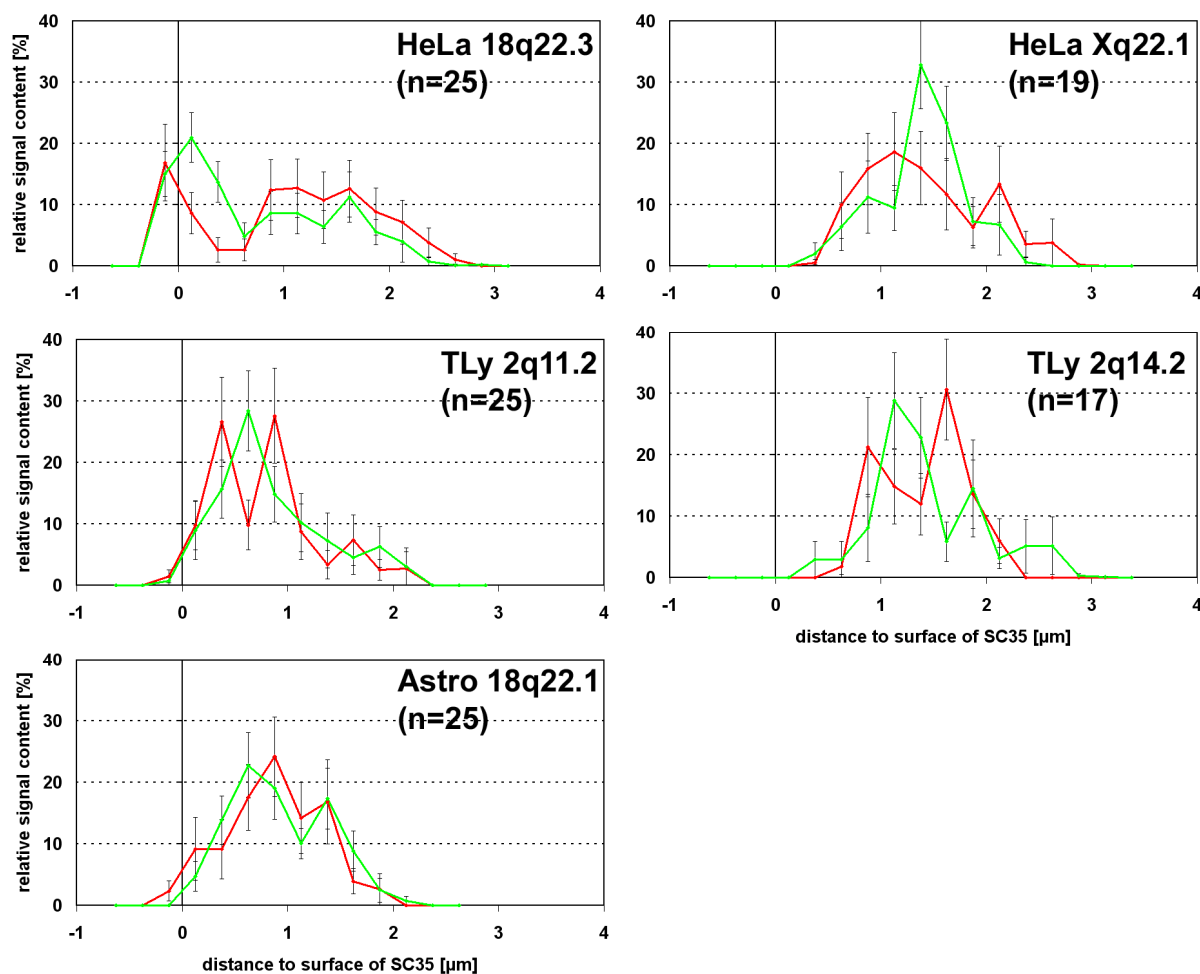 relative signal content [%]
40
30
20
10
0
-1 0 1 2 3 4
HeLa 18q22.3
(n=25)
40
30
20
10
0
-1 0 1 2 3 4
HeLa Xq22.1
(n=19)
relative signal content [%]
40
30
20
10
0
-1 0 1 2 3 4
TLy 2q11.2
(n=25)
40
30
20
10
0
-1 0 1 2 3 4
TLy 2q14.2
(n=17)
distance to surface of SC35 [µm]
relative signal content [%]
40
30
20
10
0
-1 0 1 2 3 4
Astro 18q22.1
(n=25)
distance to surface of SC35 [µm]